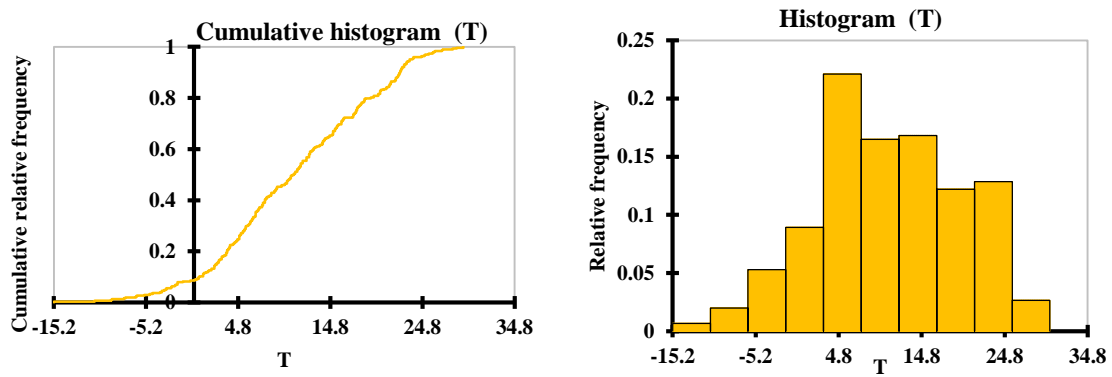 Cumulative histogram (T)
Cumulative relative frequency
1
0.8
0.6
0.4
0.2
0
-15.2 -5.2 4.8 14.8 24.8 34.8
T
Histogram (T)
Relative frequency
0.25
0.2
0.15
0.1
0.05
0
-15.2 -5.2 4.8 14.8 24.8 34.8
T